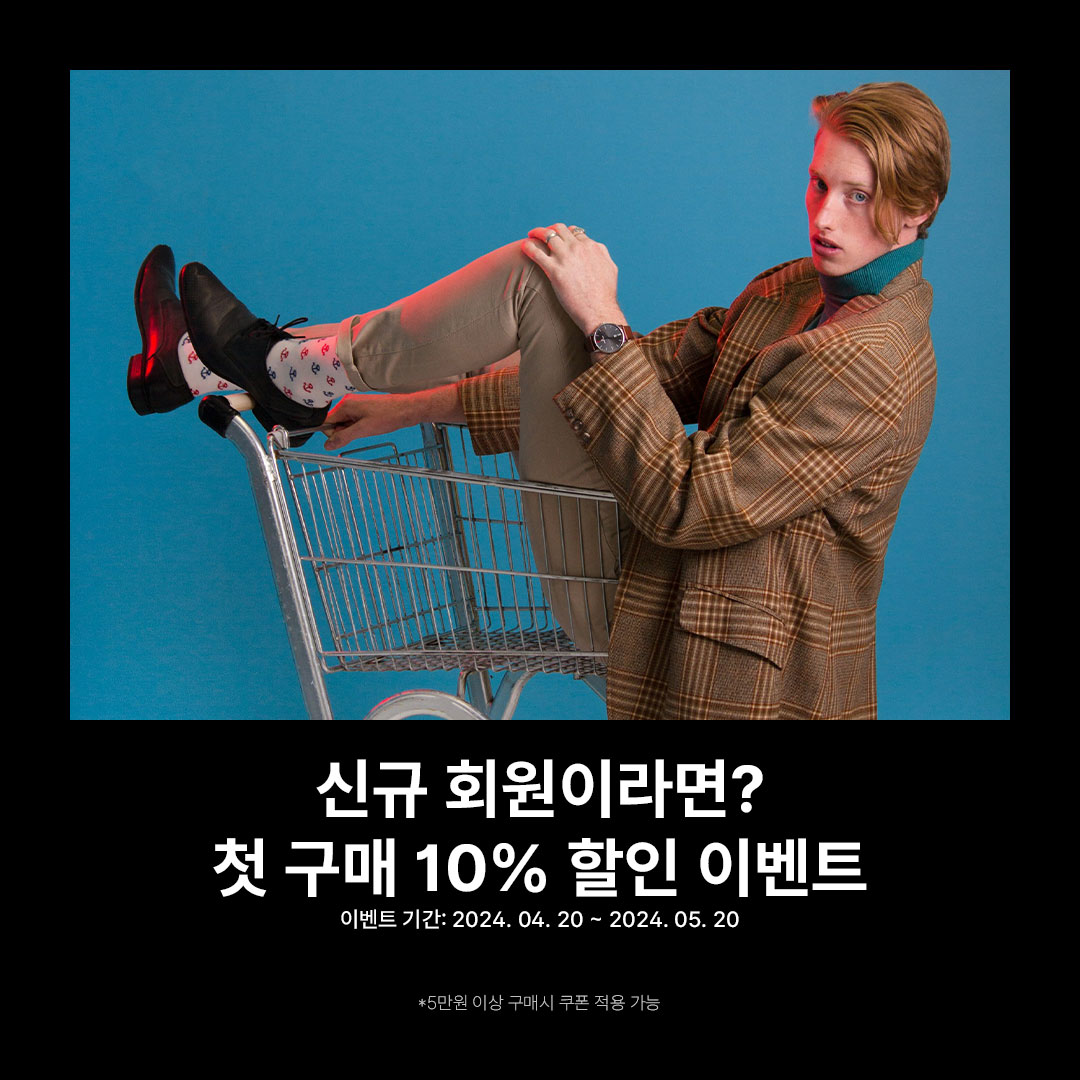 신규 회원이라면?
첫 구매 10% 할인 이벤트
이벤트 기간: 2024. 04. 20 ~ 2024. 05. 20
*5만원 이상 구매시 쿠폰 적용 가능